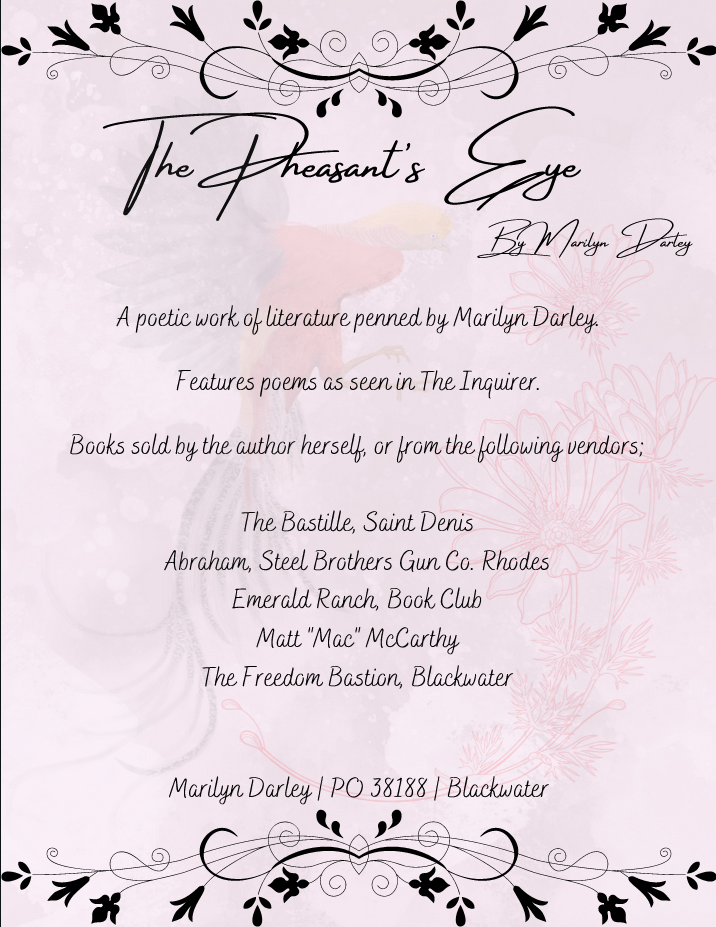 The Pheasant's Eye
By Marilyn Darley
A poetic work of literature penned by Marilyn Darley.
Features poems as seen in The Inquirer.
Books sold by the author herself, or from the following vendors;
The Bastille, Saint Denis
Abraham, Steel Brothers Gun Co. Rhodes
Emerald Ranch, Book Club
Matt "Mac" McCarthy
The Freedom Bastion, Blackwater
Marilyn Darley | PO 38188 | Blackwater